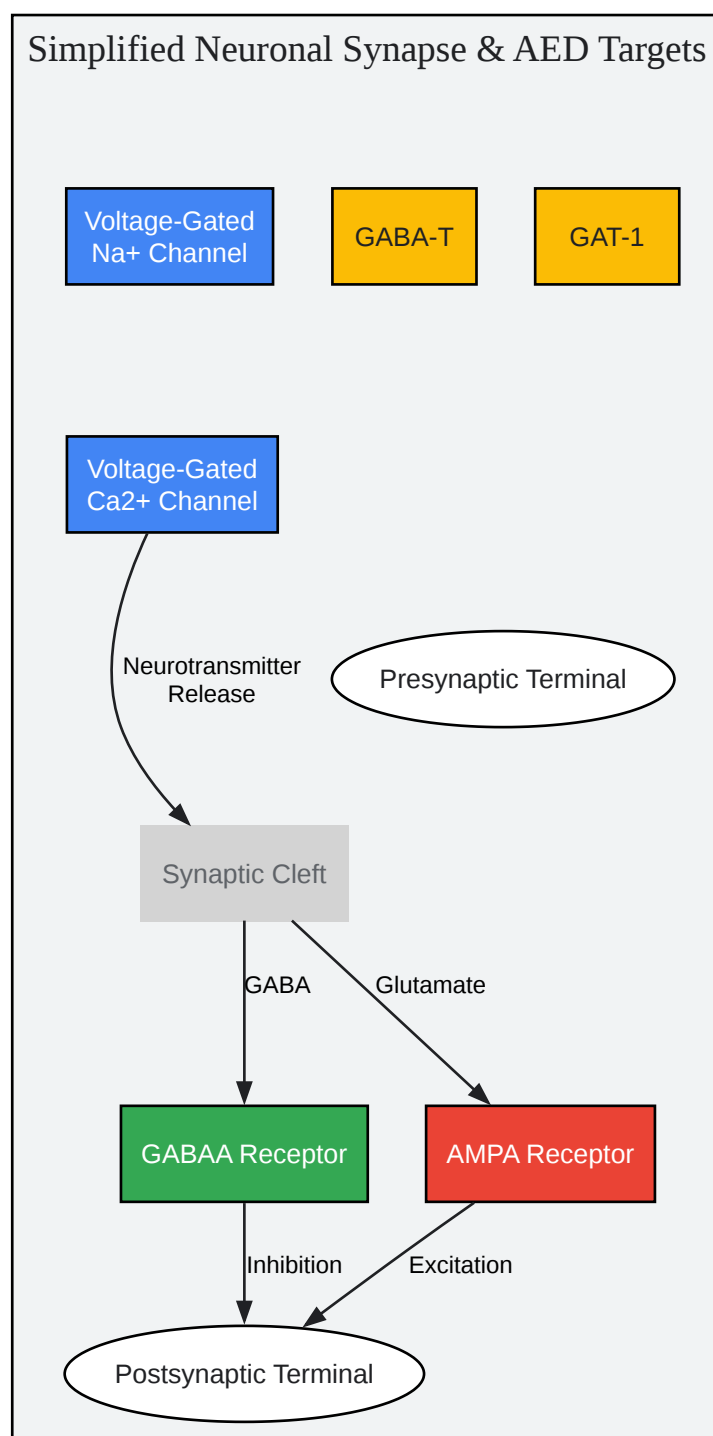 Simplified Neuronal Synapse & AED Targets
Voltage-Gated
Na+ Channel
GABA-T
GAT-1
Voltage-Gated
Ca2+ Channel
Neurotransmitter
Release
Presynaptic Terminal
Synaptic Cleft
GABA
Glutamate
GABAA Receptor
AMPA Receptor
Inhibition
Excitation
Postsynaptic Terminal